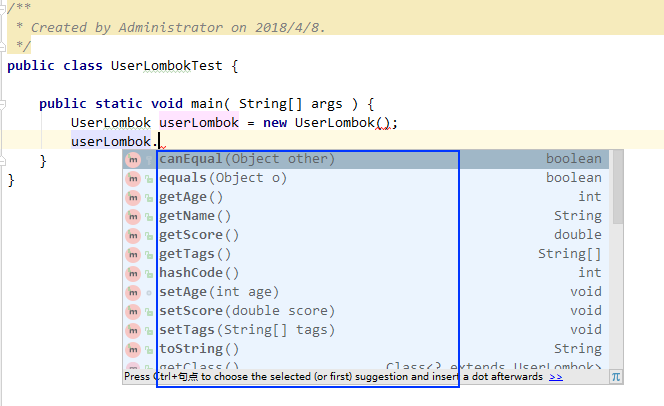 /**
 * Created by Administrator on 2018/4/8.
 */
public class UserLombokTest {
public static void main( String[] args ) {
UserLombok userLombok = new UserLombok();
userLombok.
m canEqual(Object other) boolean
m equals(Object o) boolean
m getAge() int
m getName() String
m getScore() double
m getTags() String[]
m hashCode() int
m setAge(int age) void
m setScore(double score) void
m setTags(String[] tags) void
m toString() String
m getClass() Class<? extends UserLombok>
Press Ctrl+句点 to choose the selected (or first) suggestion and insert a dot afterwards >> π
}
}